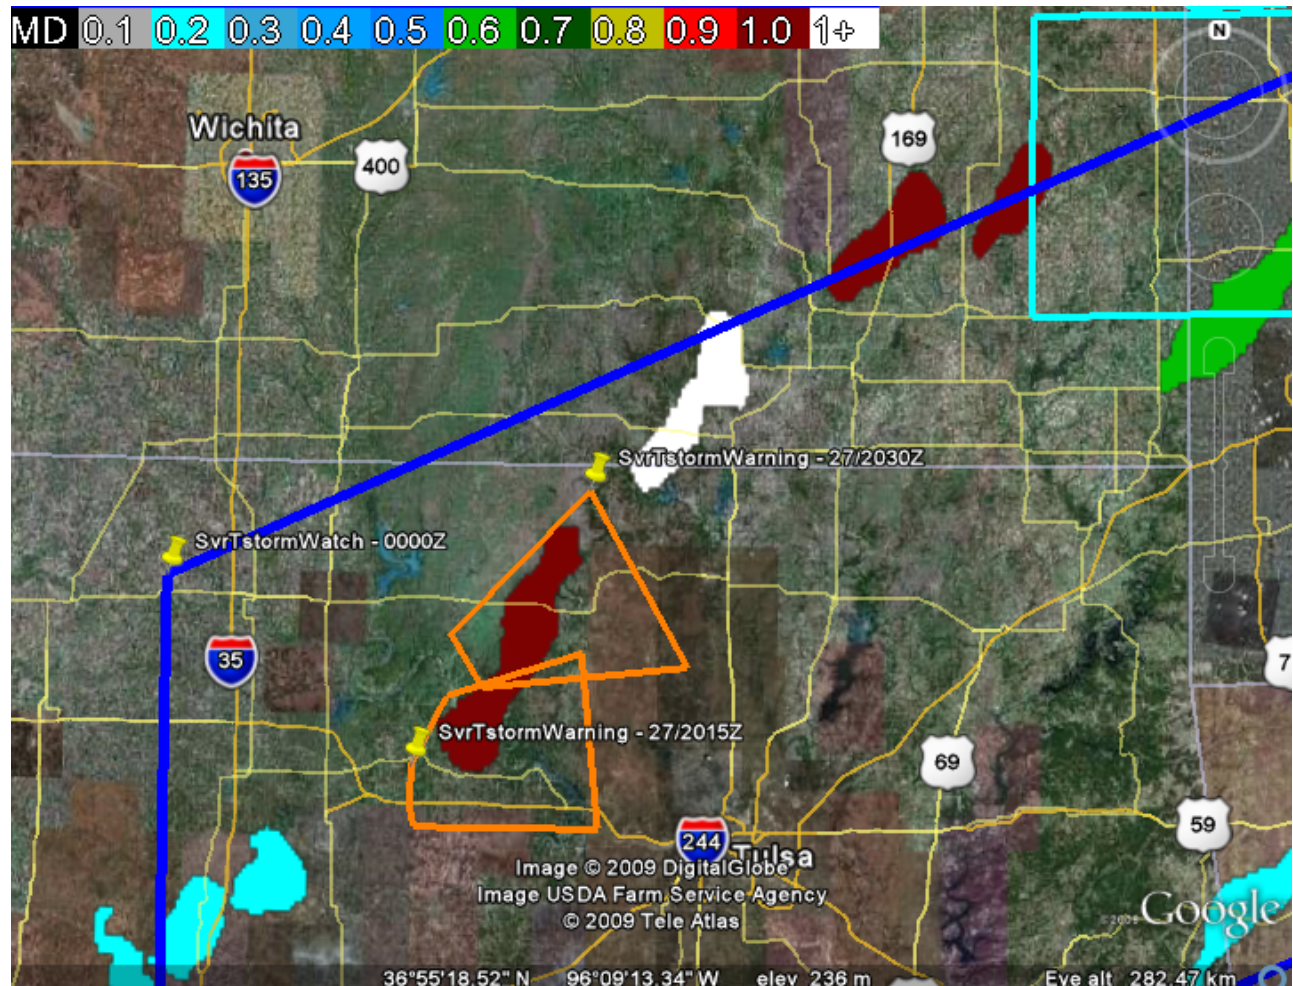 MD 0.1 0.2 0.3 0.4 0.5 0.6 0.7 0.8 0.9 1.0 1+
N
Wichita
169
400
135
SvrTstormWarning - 27/2030Z
SvrTstormWatch - 0000Z
35
7
SvrTstormWarning - 27/2015Z
69
59
244
Tulsa
Image © 2009 DigitalGlobe
Image USDA Farm Service Agency
© 2009 Tele Atlas
Google
36°55'18.52" N 96°09'13.34" W elev 236 m Eye alt 282.47 km